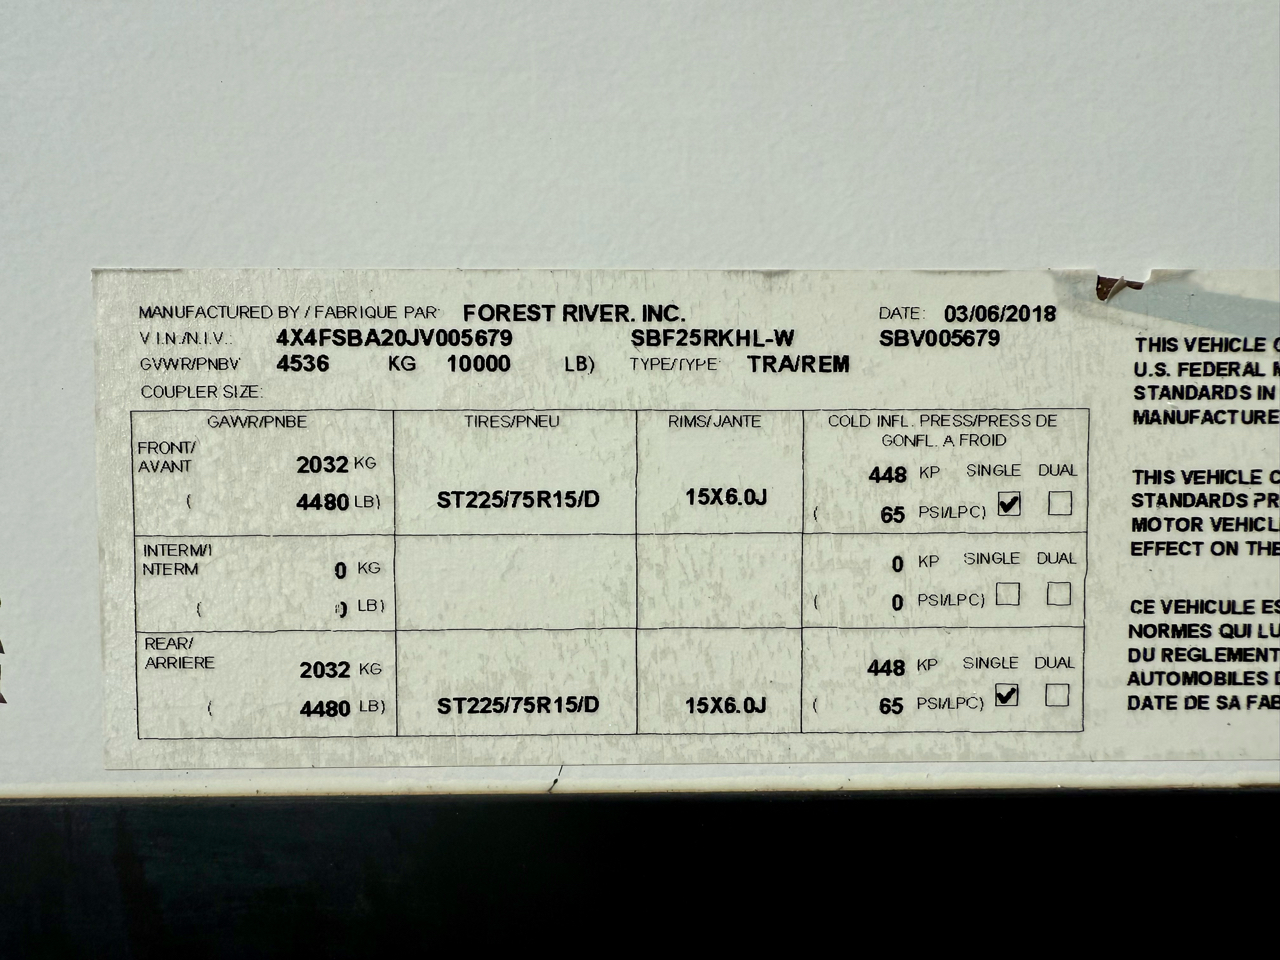 MANUFACTURED BY / FABRIQUE PAR: FOREST RIVER. INC. DATE: 03/06/2018
V.I.N./N.I.V.: 4X4FSBA20JV005679 SBF25RKHL-W SBV005679
GVWR/PNBV 4536 KG 10000 LB) TYPE/TYPE: TRA/REM
COUPLER SIZE:
GAWR/PNBE TIRES/PNEU RIMS/JANTE COLD INFL. PRESS/PRESS DE
GONFL. A FROID
FRONT/
AVANT 2032 KG 448 KP SINGLE DUAL
( 4480 LB) ST225/75R15/D 15X6.0J ( 65 PSI/LPC)
INTERM/I
NTERM 0 KG 0 KP SINGLE DUAL
( 0 LB) ( 0 PSI/LPC)
REAR/
ARRIERE 2032 KG 448 KP SINGLE DUAL
( 4480 LB) ST225/75R15/D 15X6.0J ( 65 PSI/LPC)
THIS VEHICLE
U.S. FEDERAL
STANDARDS IN
MANUFACTURE
THIS VEHICLE
STANDARDS
MOTOR
EFFECT ON THE
CE VEHICULE
NORMES QUI
DU REGLEMENT
AUTOMOBILES
DATE DE SA